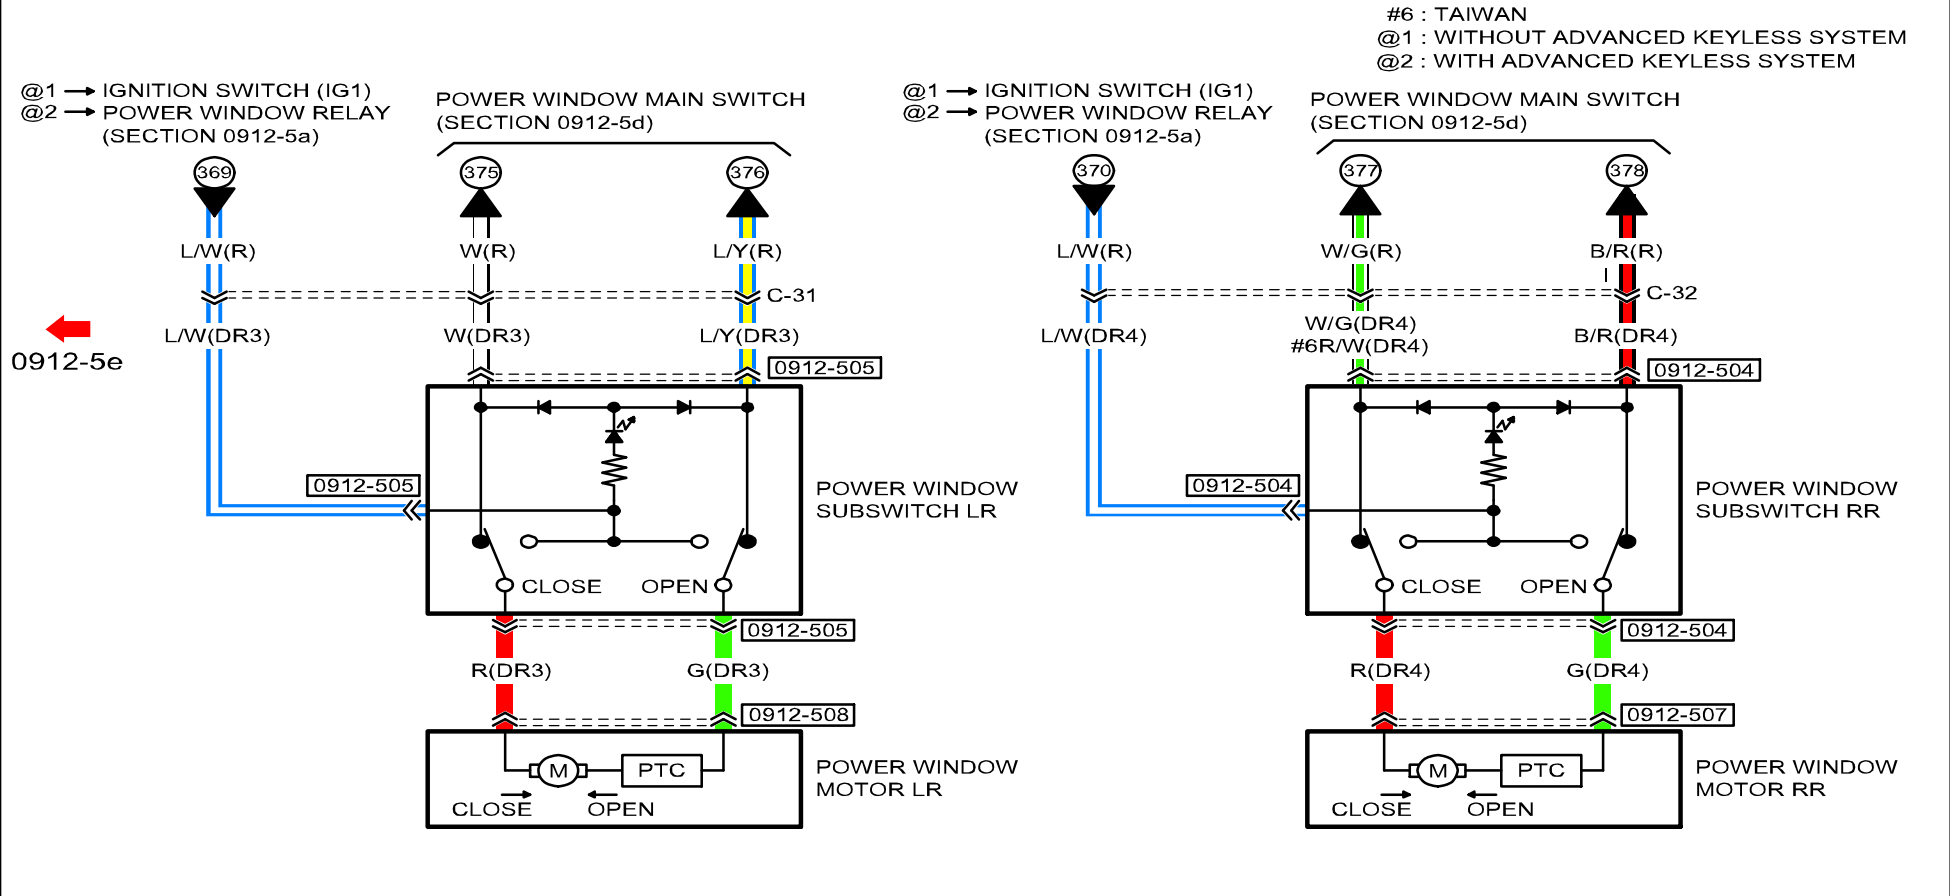 #6 : TAIWAN
@1 : WITHOUT ADVANCED KEYLESS SYSTEM
@2 : WITH ADVANCED KEYLESS SYSTEM
@1 → IGNITION SWITCH (IG1)
@2 → POWER WINDOW RELAY
(SECTION 0912-5a)
POWER WINDOW MAIN SWITCH
(SECTION 0912-5d)
@1 → IGNITION SWITCH (IG1)
@2 → POWER WINDOW RELAY
(SECTION 0912-5a)
POWER WINDOW MAIN SWITCH
(SECTION 0912-5d)
369
375
376
370
377
378
L/W(R)
W(R)
L/Y(R)
L/W(R)
W/G(R)
B/R(R)
C-31
C-32
L/W(DR3)
W(DR3)
L/Y(DR3)
L/W(DR4)
W/G(DR4)
#6R/W(DR4)
B/R(DR4)
0912-5e
0912-505
0912-504
0912-505
0912-504
POWER WINDOW
SUBSWITCH LR
POWER WINDOW
SUBSWITCH RR
CLOSE
OPEN
CLOSE
OPEN
0912-505
0912-504
R(DR3)
G(DR3)
R(DR4)
G(DR4)
0912-508
0912-507
M
PTC
M
PTC
CLOSE
OPEN
CLOSE
OPEN
POWER WINDOW
MOTOR LR
POWER WINDOW
MOTOR RR